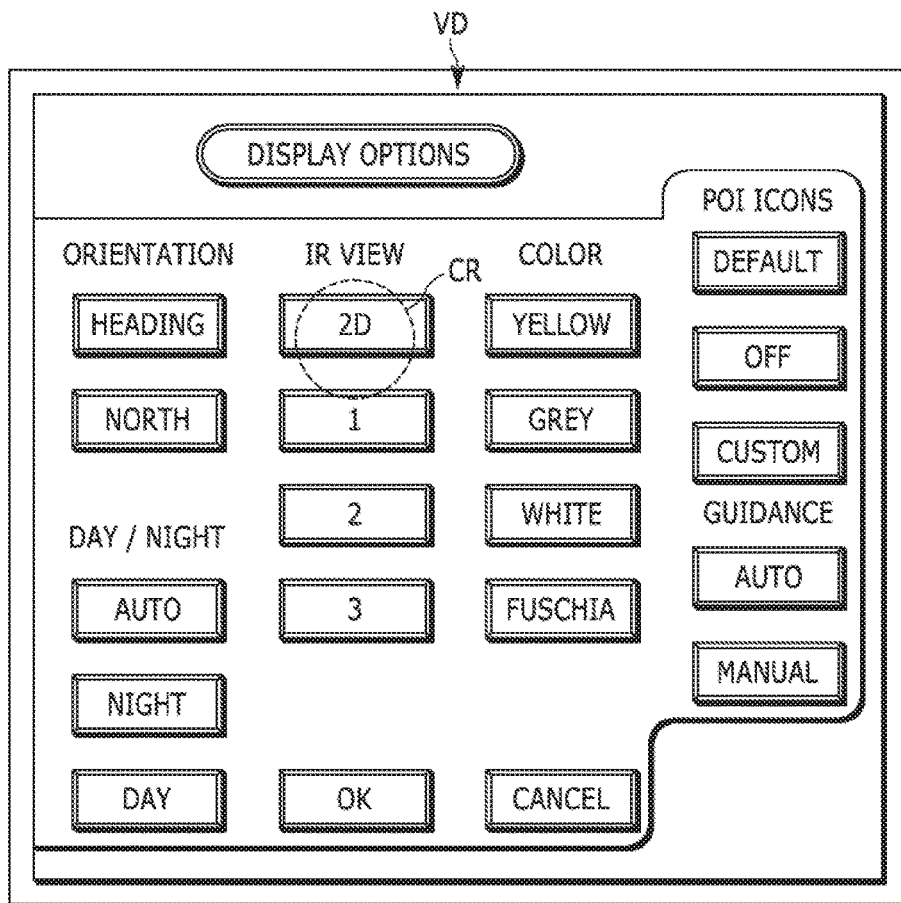 VD
DISPLAY OPTIONS
POI ICONS
ORIENTATION
IR VIEW
COLOR
CR
DEFAULT
HEADING
2D
YELLOW
OFF
NORTH
1
GREY
CUSTOM
2
WHITE
GUIDANCE
DAY / NIGHT
AUTO
3
FUSCHIA
AUTO
NIGHT
MANUAL
DAY
OK
CANCEL